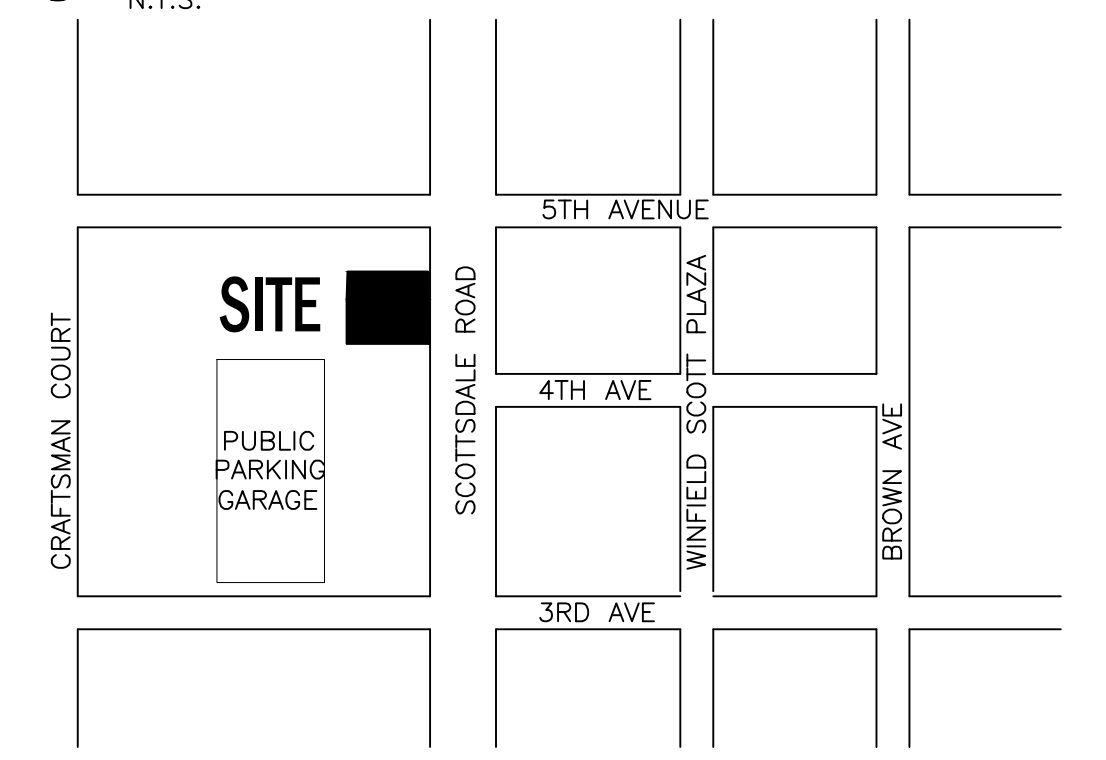 N.T.S.
5TH AVENUE
SITE
SCOTTSDALE ROAD
WINFIELD SCOTT PLAZA
CRAFTSMAN COURT
4TH AVE
BROWN AVE
PUBLIC
PARKING
GARAGE
3RD AVE